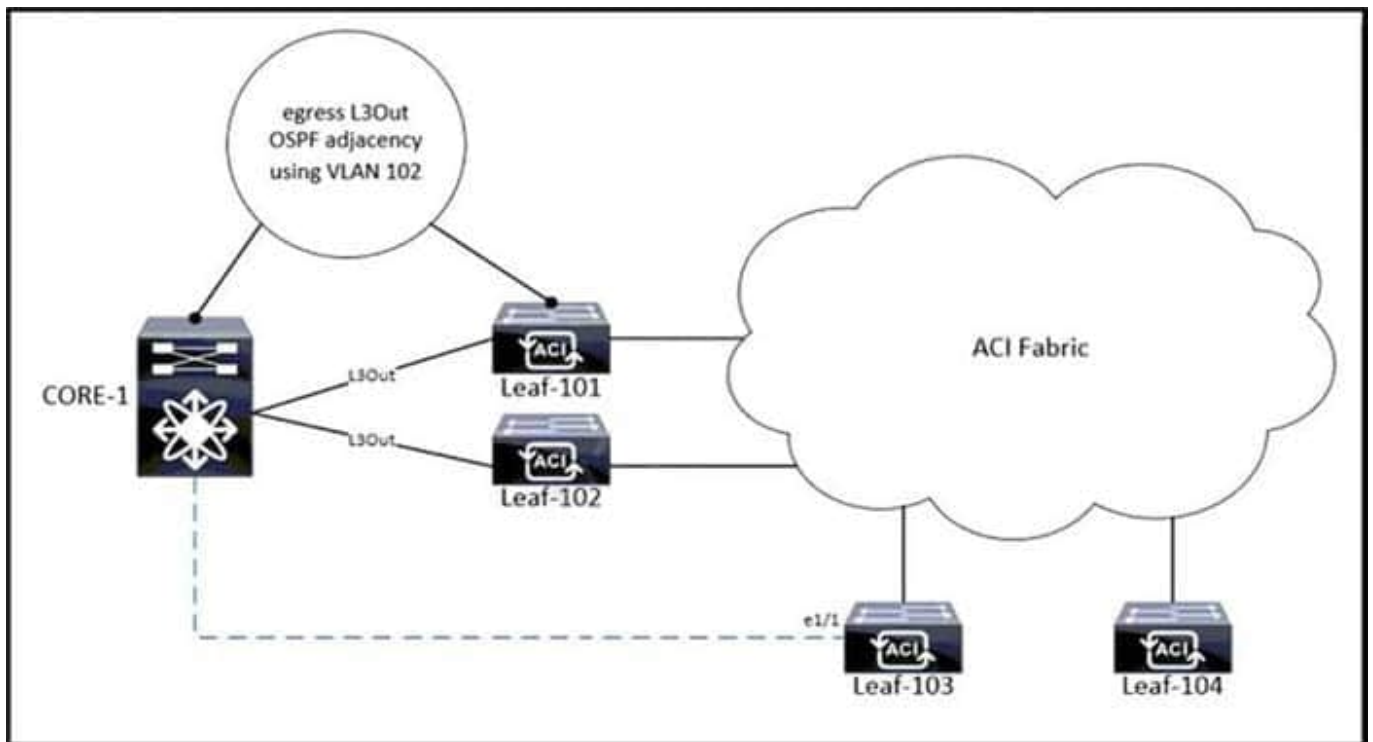 egress L3Out
OSPF adjacency
using VLAN 102
CORE-1
L3Out
ACI
Leaf-101
ACI Fabric
L3Out
ACI
Leaf-102
e1/1
ACI
Leaf-103
ACI
Leaf-104